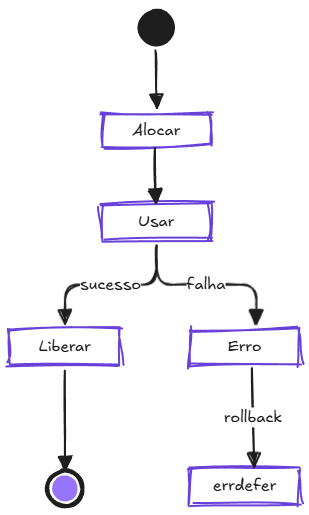 Alocar
Usar
sucesso
falha
Liberar
Erro
rollback
errdefer